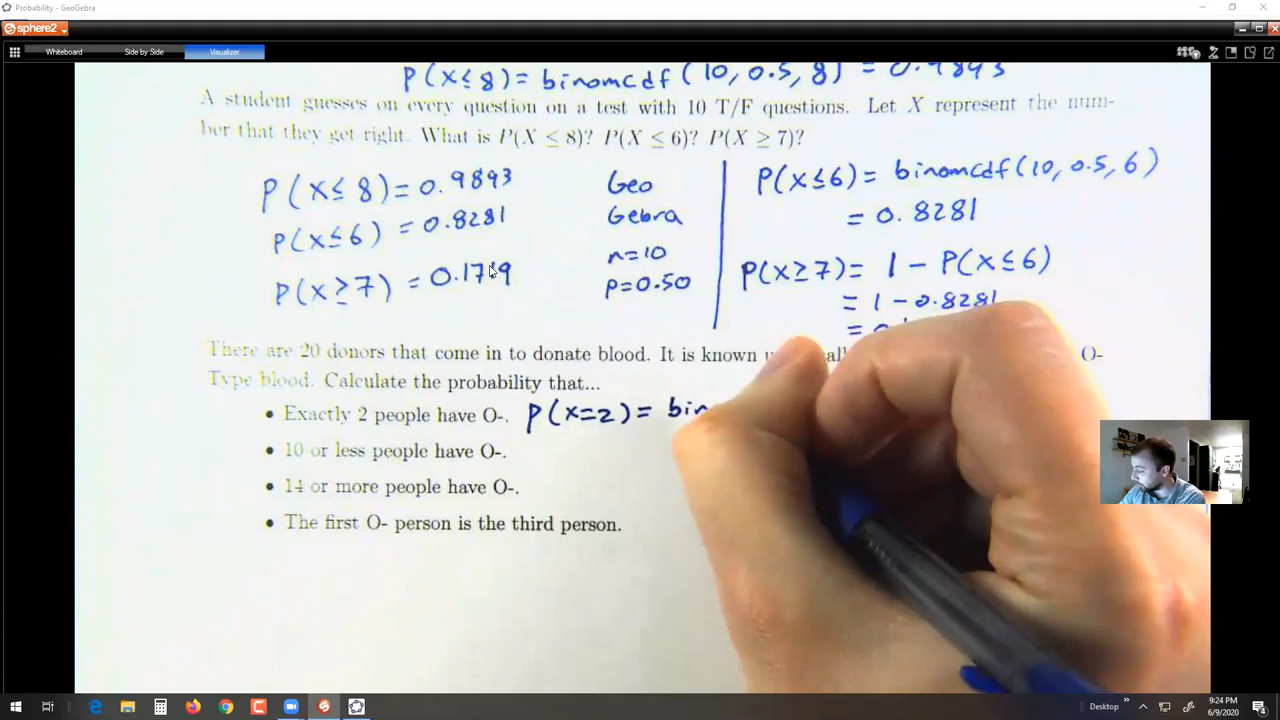 Probability - GeoGebra
sphere2
Whiteboard Side by Side Visualizer
P(X≤8) = binomcdf(10, 0.5, 8) = 0.9893
A student guesses on every question on a test with 10 T/F questions. Let X represent the num-
ber that they get right. What is P(X ≤ 8)? P(X ≤ 6)? P(X ≥ 7)?
P(X≤8) = 0.9893
P(X≤6) = 0.8281
P(X≥7) = 0.1719
Geo
Gebra
n=10
p=0.50
P(X≤6) = binomcdf(10, 0.5, 6)
= 0.8281
P(X≥7) = 1 - P(X≤6)
= 1 - 0.8281
= 0.
There are 20 donors that come in to donate blood. It is known O-
Type blood. Calculate the probability that...
• Exactly 2 people have O-. P(X=2) = bin
• 10 or less people have O-.
• 14 or more people have O-.
• The first O- person is the third person.
Desktop
9:24 PM
6/9/2020